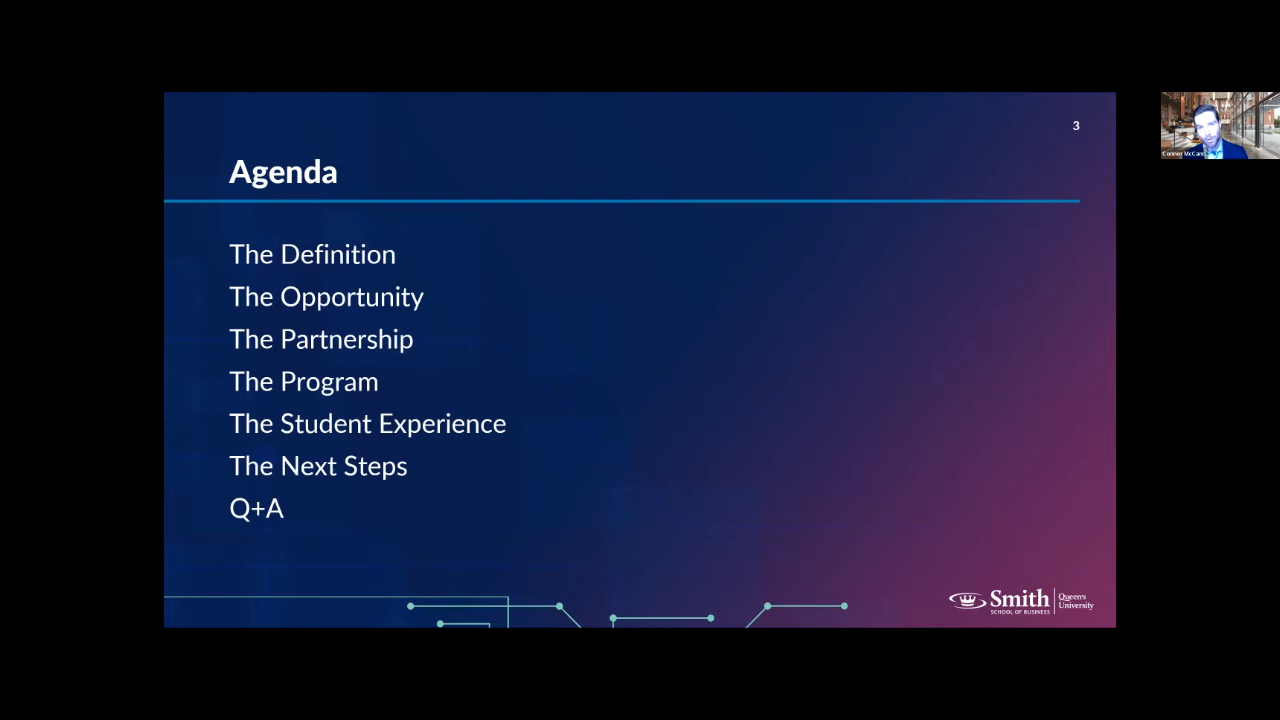 3
Agenda
The Definition
The Opportunity
The Partnership
The Program
The Student Experience
The Next Steps
Q+A
Smith
SCHOOL OF BUSINESS
Queen's
University
Connor